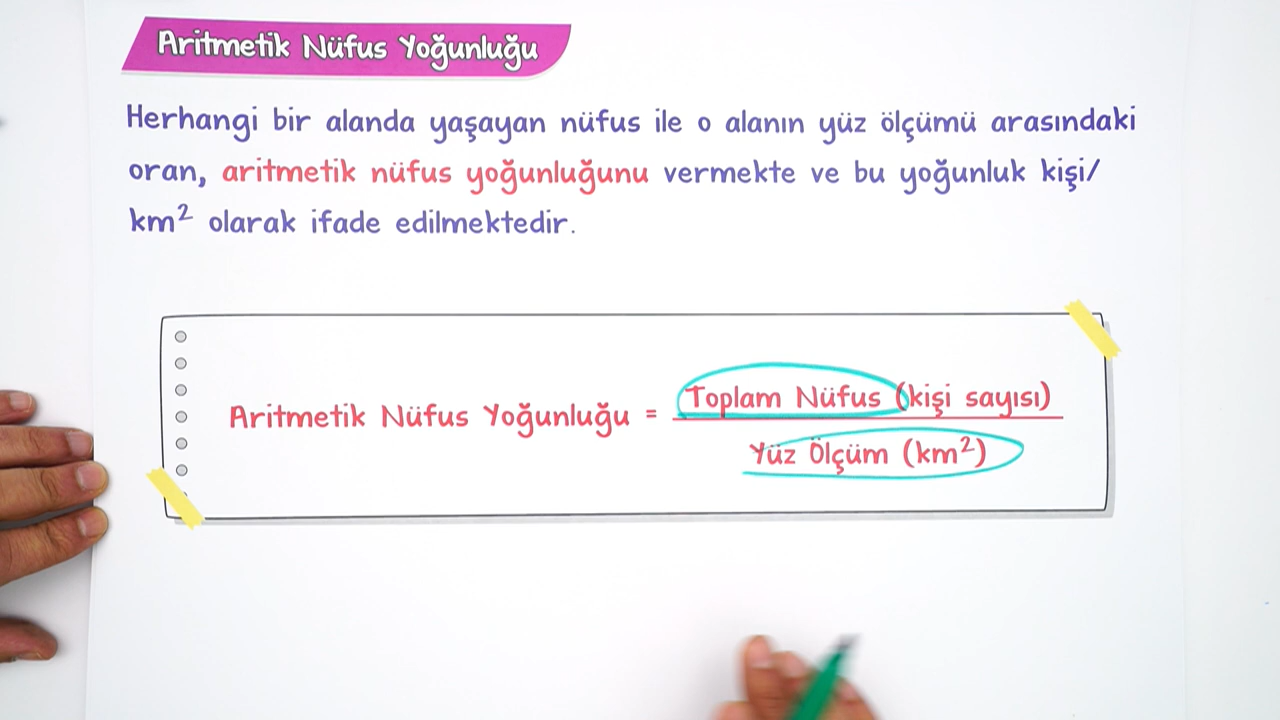 Aritmetik Nüfus Yoğunluğu
Herhangi bir alanda yaşayan nüfus ile o alanın yüz ölçümü arasındaki
oran, aritmetik nüfus yoğunluğunu vermekte ve bu yoğunluk kişi/
km² olarak ifade edilmektedir.
Aritmetik Nüfus Yoğunluğu = Toplam Nüfus (kişi sayısı)
Yüz Ölçüm (km²)